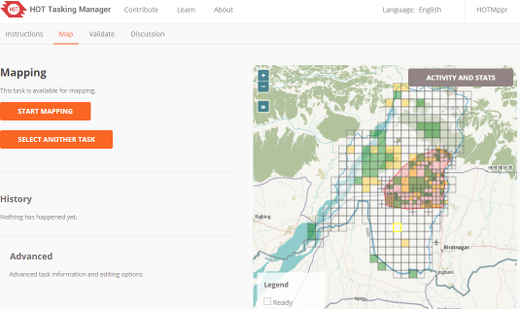 HOT Tasking Manager
Contribute
Learn
About
Language: English
HOTMppr
Instructions
Map
Validate
Discussion
Mapping
This task is available for mapping.
START MAPPING
SELECT ANOTHER TASK
History
Nothing has happened yet.
Advanced
Advanced task information and editing options
+
−
»
ACTIVITY AND STATS
Rajbiraj
Biratnagar
Jogbani
Legend
Ready